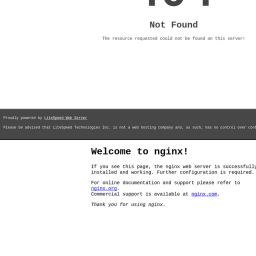 Not Found
The resource requested could not be found on this server!
Proudly powered by LiteSpeed Web Server
Please be advised that LiteSpeed Technologies Inc. is not a web hosting company and, as such, has no control over
Welcome to nginx!
If you see this page, the nginx web server is successfully
installed and working. Further configuration is required.
For online documentation and support please refer to
nginx.org.
Commercial support is available at nginx.com.
Thank you for using nginx.